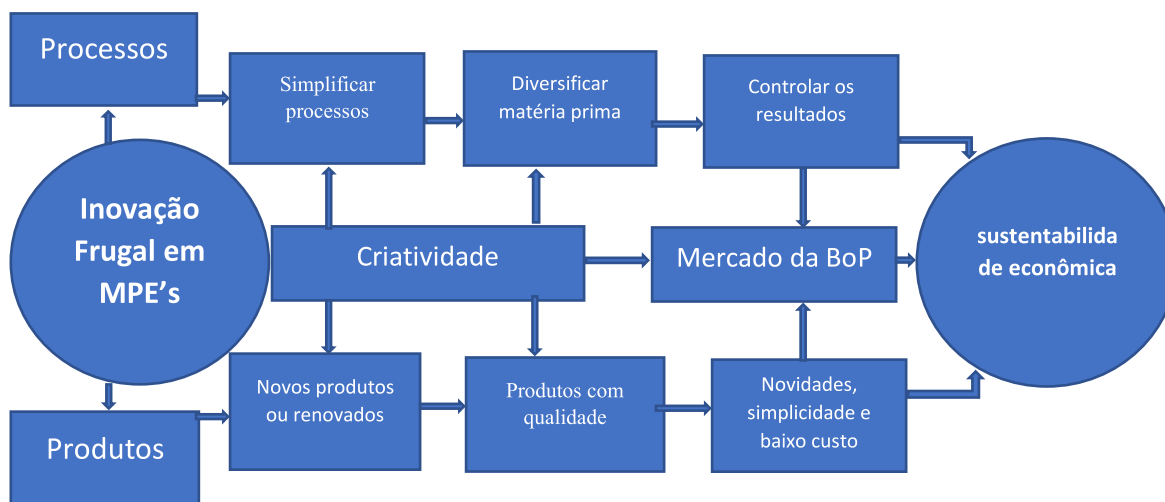 Processos
Simplificar
processos
Diversificar
matéria prima
Controlar os
resultados
Inovação
Frugal em
MPE's
Criatividade
Mercado da BoP
sustentabilida
de econômica
Produtos
Novos produtos
ou renovados
Produtos com
qualidade
Novidades,
simplicidade e
baixo custo